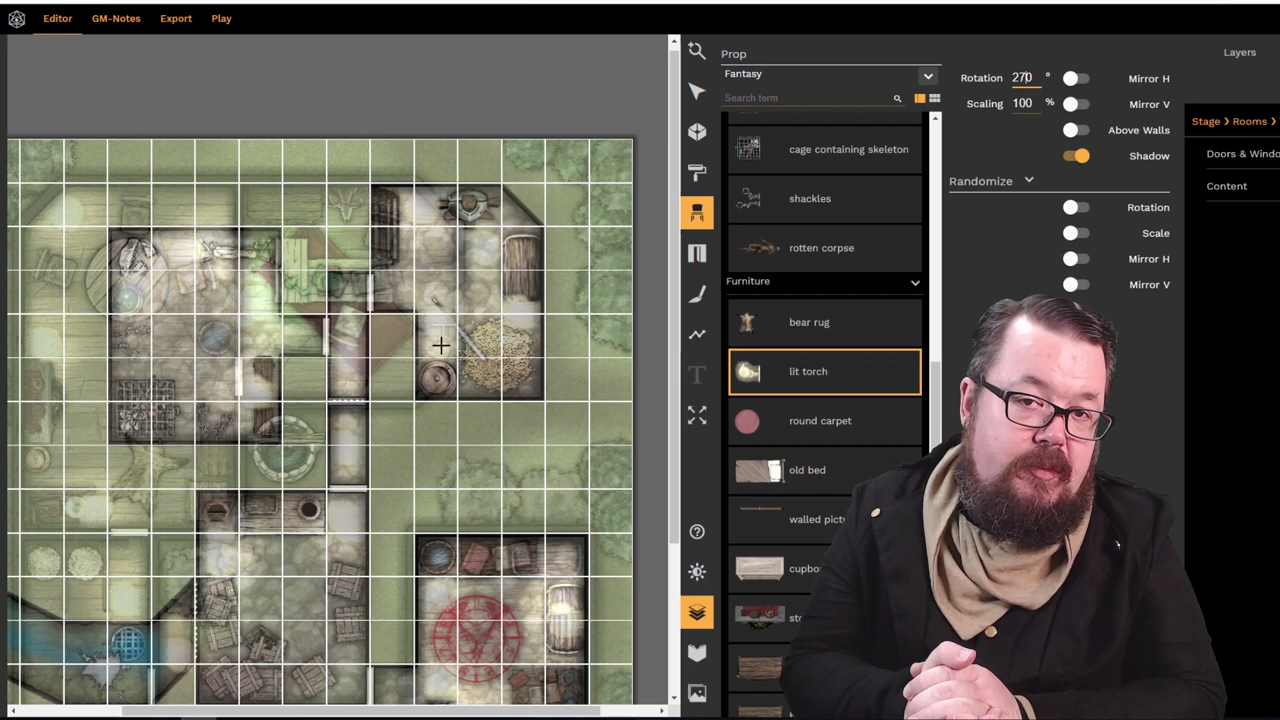 Editor GM-Notes Export Play
Prop
Fantasy
Search term
cage containing skeleton
shackles
rotten corpse
Furniture
bear rug
lit torch
round carpet
old bed
walled pict
cupbo
Rotation 270 °
Scaling 100 %
Mirror H
Mirror V
Above Walls
Shadow
Randomize
Rotation
Scale
Mirror H
Mirror V
Layers
Stage ❯ Rooms ❯
Doors & Windo
Content